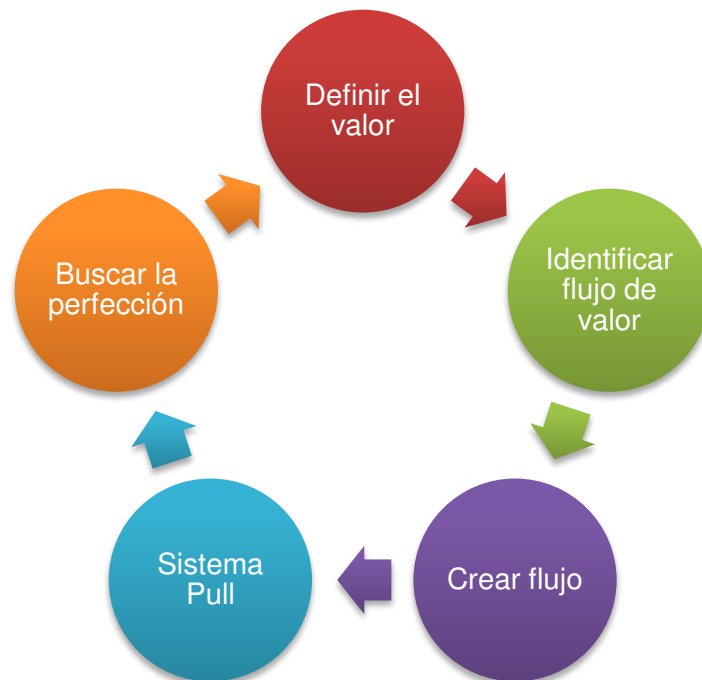 Definir el
valor
Identificar
flujo de
valor
Crear flujo
Sistema
Pull
Buscar la
perfección